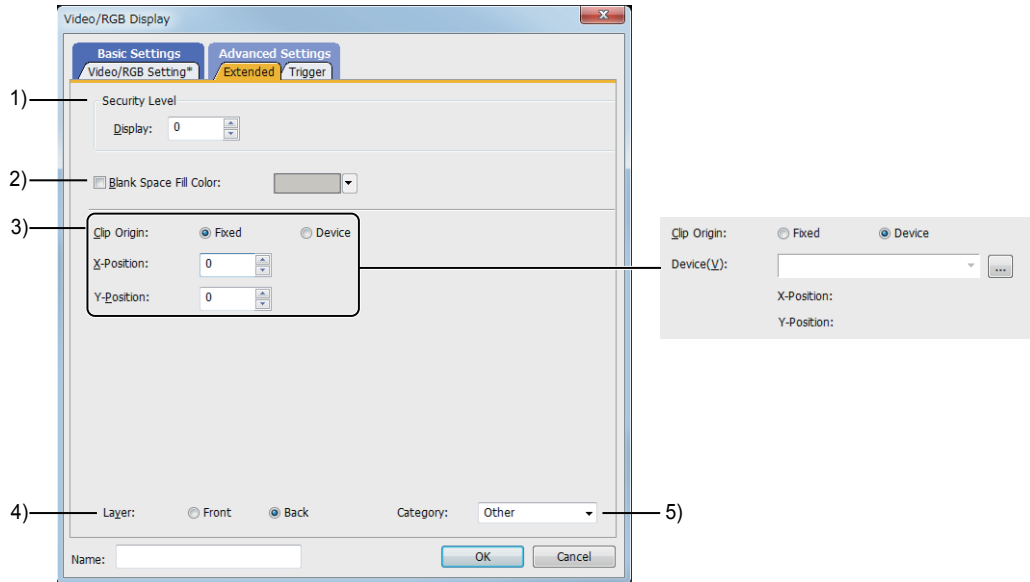 Video/RGB Display
x
Basic Settings Advanced Settings
Video/RGB Setting* Extended Trigger
1) Security Level
Display: 0
2) Blank Space Fill Color:
3) Clip Origin: Fixed Device
X-Position: 0
Y-Position: 0
Clip Origin: Fixed Device
Device(V): ...
X-Position:
Y-Position:
4) Layer: Front Back Category: Other 5)
Name: OK Cancel